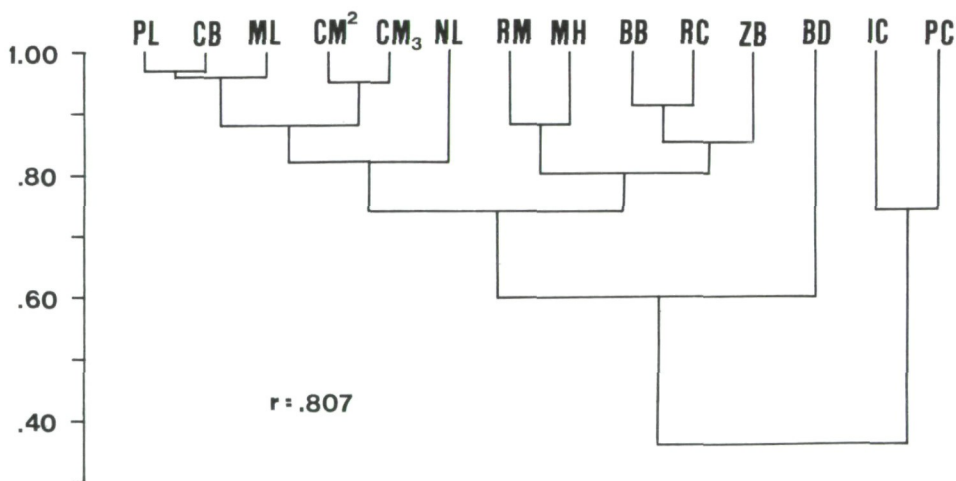 PL CB ML CM² CM₃ NL RM MH BB RC ZB BD IC PC
1.00
.80
.60
.40
r=.807